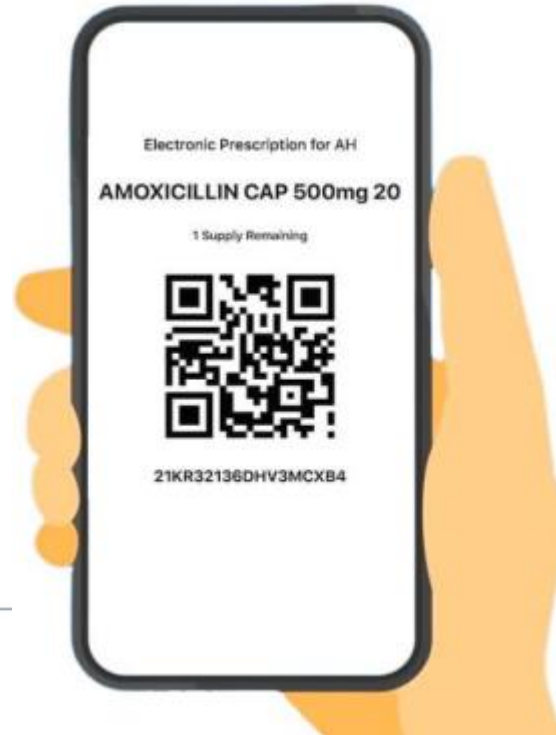 Electronic Prescription for AH
AMOXICILLIN CAP 500mg 20
1 Supply Remaining
21KR32136DHV3MCXB4